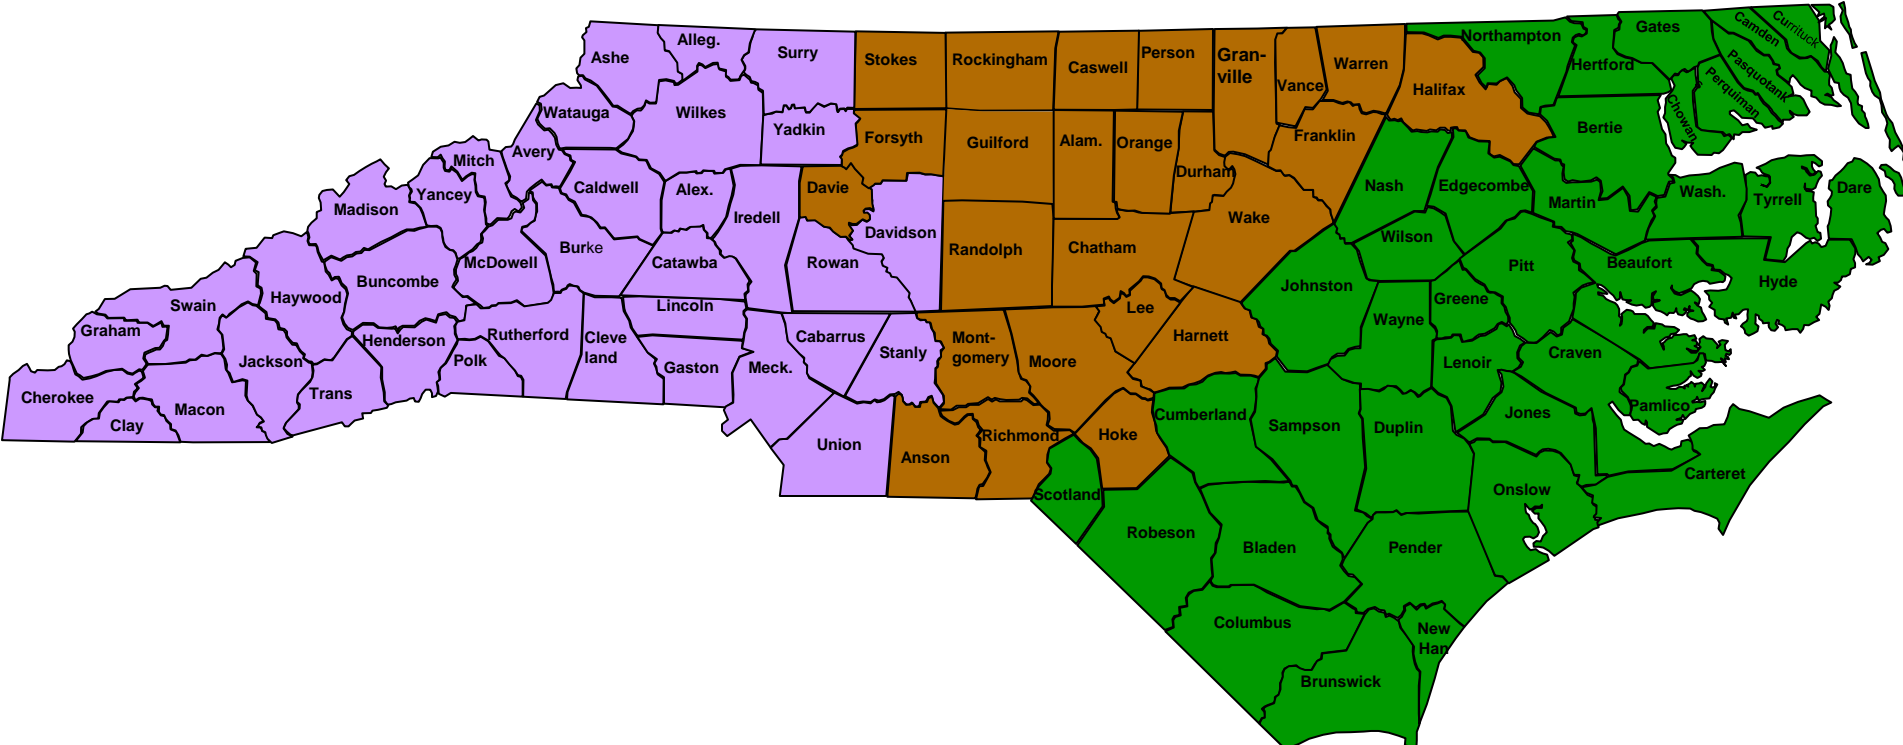 Ashe
Alleg.
Surry
Stokes
Rockingham
Caswell
Person
Gran-
ville
Vance
Warren
Northampton
Halifax
Hertford
Gates
Camden
Currituck
Pasquotank
Perquiman
Chowan
Bertie
Watauga
Wilkes
Yadkin
Forsyth
Guilford
Alam.
Orange
Durham
Franklin
Mitch
Avery
Yancey
Caldwell
Alex.
Iredell
Davie
Davidson
Wake
Nash
Edgecombe
Martin
Wash.
Tyrrell
Dare
Madison
Burke
McDowell
Catawba
Rowan
Randolph
Chatham
Wilson
Pitt
Beaufort
Hyde
Swain
Haywood
Buncombe
Lincoln
Lee
Johnston
Greene
Wayne
Graham
Jackson
Henderson
Rutherford
Polk
Cleve
land
Gaston
Meck.
Cabarrus
Stanly
Mont-
gomery
Moore
Harnett
Lenoir
Craven
Cherokee
Clay
Macon
Trans
Union
Anson
Richmond
Hoke
Cumberland
Sampson
Duplin
Jones
Pamlico
Carteret
Scotland
Robeson
Bladen
Pender
Onslow
Columbus
Brunswick
New
Han